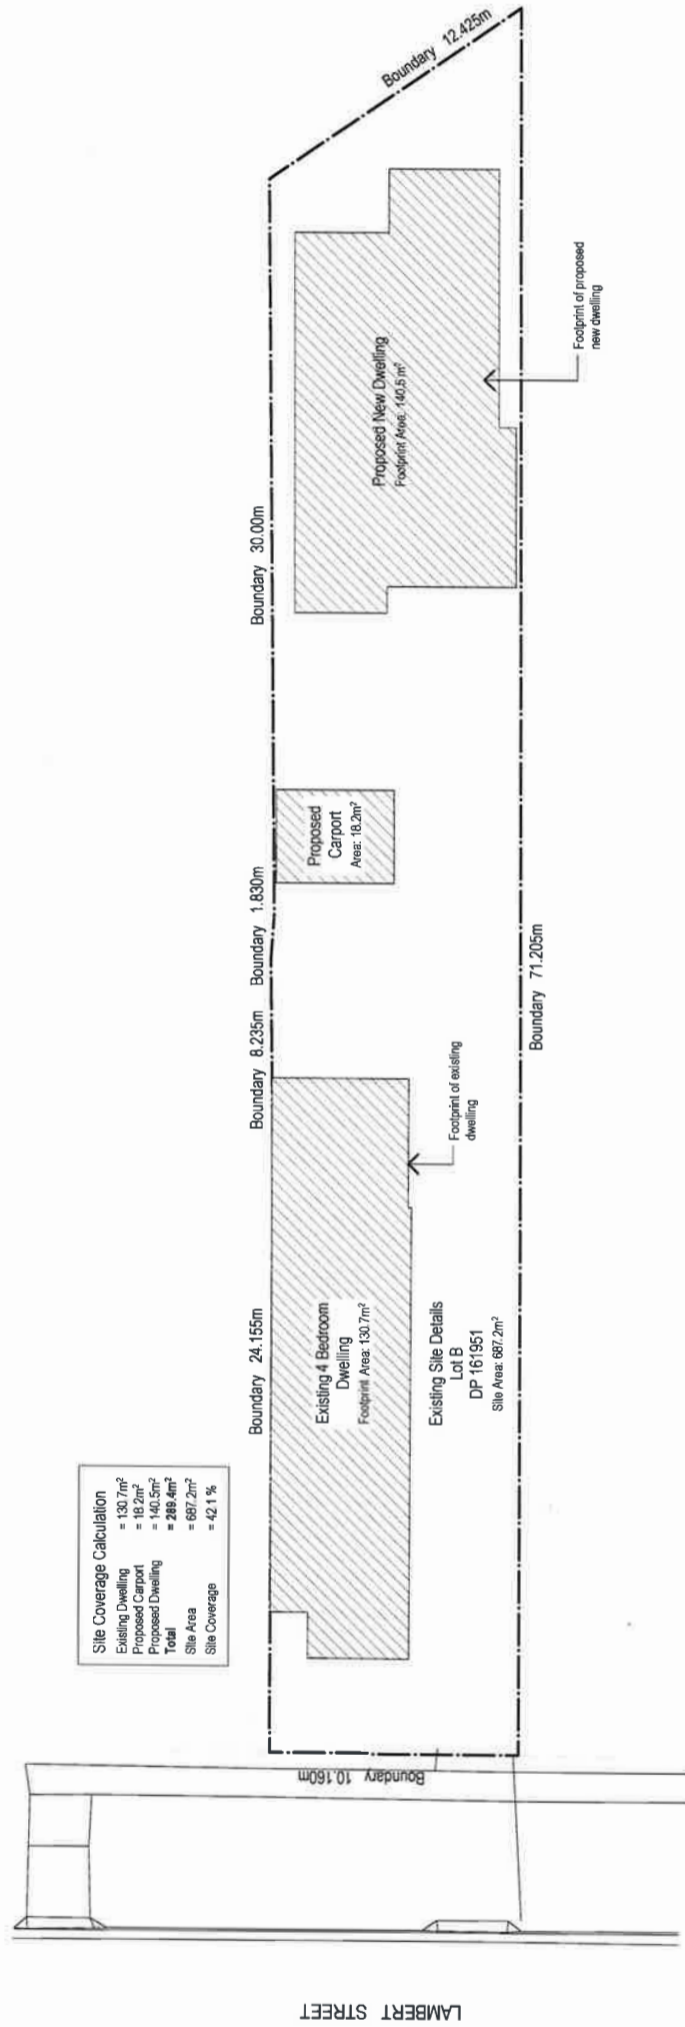 Site Coverage Calculation
Existing Dwelling = 130.7m²
Proposed Carport = 18.2m²
Proposed Dwelling = 140.5m²
Total = 289.4m²
Site Area = 687.2m²
Site Coverage = 42.1 %
Boundary 24.155m
Boundary 8.235m
Boundary 1.830m
Boundary 30.00m
Boundary 12.425m
Existing 4 Bedroom
Dwelling
Footprint Area: 130.7m²
Proposed
Carport
Area: 18.2m²
Proposed New Dwelling
Footprint Area: 140.5 m²
Existing Site Details
Lot B
DP 161951
Site Area: 687.2m²
Footprint of existing
dwelling
Footprint of proposed
new dwelling
Boundary 71.205m
Boundary 10.160m
LAMBERT STREET